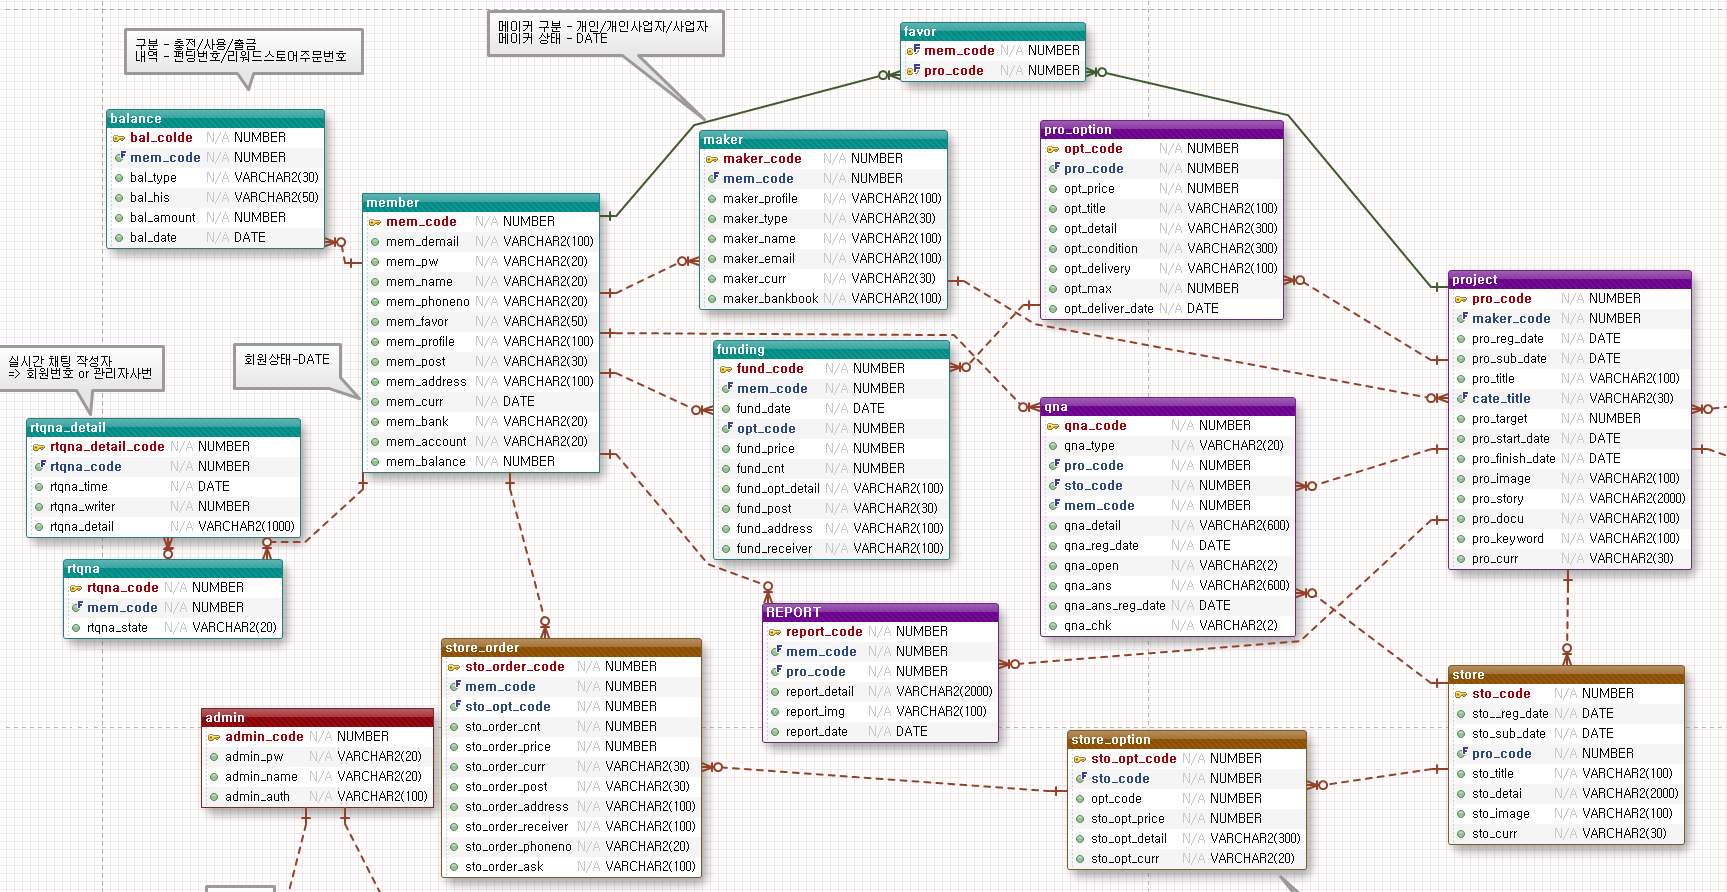 구분 - 충전/사용/출금
내역 - 펀딩번호/리워드스토어주문번호
메이커 구분 - 개인/개인사업자/사업자
메이커 상태 - DATE
favor
mem_code N/A NUMBER
pro_code N/A NUMBER
balance
bal_colde N/A NUMBER
mem_code N/A NUMBER
bal_type N/A VARCHAR2(30)
bal_his N/A VARCHAR2(50)
bal_amount N/A NUMBER
bal_date N/A DATE
member
mem_code N/A NUMBER
mem_demail N/A VARCHAR2(100)
mem_pw N/A VARCHAR2(20)
mem_name N/A VARCHAR2(20)
mem_phoneno N/A VARCHAR2(20)
mem_favor N/A VARCHAR2(50)
mem_profile N/A VARCHAR2(100)
mem_post N/A VARCHAR2(30)
mem_address N/A VARCHAR2(100)
mem_curr N/A DATE
mem_bank N/A VARCHAR2(20)
mem_account N/A VARCHAR2(20)
mem_balance N/A NUMBER
maker
maker_code N/A NUMBER
mem_code N/A NUMBER
maker_profile N/A VARCHAR2(100)
maker_type N/A VARCHAR2(30)
maker_name N/A VARCHAR2(100)
maker_email N/A VARCHAR2(100)
maker_curr N/A VARCHAR2(30)
maker_bankbook N/A VARCHAR2(100)
pro_option
opt_code N/A NUMBER
pro_code N/A NUMBER
opt_price N/A NUMBER
opt_title N/A VARCHAR2(100)
opt_detail N/A VARCHAR2(300)
opt_condition N/A VARCHAR2(300)
opt_delivery N/A VARCHAR2(100)
opt_max N/A NUMBER
opt_deliver_date N/A DATE
project
pro_code N/A NUMBER
maker_code N/A NUMBER
pro_reg_date N/A DATE
pro_sub_date N/A DATE
pro_title N/A VARCHAR2(100)
cate_title N/A VARCHAR2(30)
pro_target N/A NUMBER
pro_start_date N/A DATE
pro_finish_date N/A DATE
pro_image N/A VARCHAR2(100)
pro_story N/A VARCHAR2(2000)
pro_docu N/A VARCHAR2(100)
pro_keyword N/A VARCHAR2(100)
pro_curr N/A VARCHAR2(30)
실시간 채팅 작성자
=> 회원번호 or 관리자사번
회원상태-DATE
funding
fund_code N/A NUMBER
mem_code N/A NUMBER
fund_date N/A DATE
opt_code N/A NUMBER
fund_price N/A NUMBER
fund_cnt N/A NUMBER
fund_opt_detail N/A VARCHAR2(100)
fund_post N/A VARCHAR2(30)
fund_address N/A VARCHAR2(100)
fund_receiver N/A VARCHAR2(100)
qna
qna_code N/A NUMBER
qna_type N/A VARCHAR2(20)
pro_code N/A NUMBER
sto_code N/A NUMBER
mem_code N/A NUMBER
qna_detail N/A VARCHAR2(600)
qna_reg_date N/A DATE
qna_open N/A VARCHAR2(2)
qna_ans N/A VARCHAR2(600)
qna_ans_reg_date N/A DATE
qna_chk N/A VARCHAR2(2)
rtqna_detail
rtqna_detail_code N/A NUMBER
rtqna_code N/A NUMBER
rtqna_time N/A DATE
rtqna_writer N/A NUMBER
rtqna_detail N/A VARCHAR2(1000)
rtqna
rtqna_code N/A NUMBER
mem_code N/A NUMBER
rtqna_state N/A VARCHAR2(20)
REPORT
report_code N/A NUMBER
mem_code N/A NUMBER
pro_code N/A NUMBER
report_detail N/A VARCHAR2(2000)
report_img N/A VARCHAR2(100)
report_date N/A DATE
store_order
sto_order_code N/A NUMBER
mem_code N/A NUMBER
sto_opt_code N/A NUMBER
sto_order_cnt N/A NUMBER
sto_order_price N/A NUMBER
sto_order_curr N/A VARCHAR2(30)
sto_order_post N/A VARCHAR2(30)
sto_order_address N/A VARCHAR2(100)
sto_order_receiver N/A VARCHAR2(100)
sto_order_phoneno N/A VARCHAR2(20)
sto_order_ask N/A VARCHAR2(100)
store
sto_code N/A NUMBER
sto__reg_date N/A DATE
sto_sub_date N/A DATE
pro_code N/A NUMBER
sto_title N/A VARCHAR2(100)
sto_detai N/A VARCHAR2(2000)
sto_image N/A VARCHAR2(100)
sto_curr N/A VARCHAR2(30)
admin
admin_code N/A NUMBER
admin_pw N/A VARCHAR2(20)
admin_name N/A VARCHAR2(20)
admin_auth N/A VARCHAR2(100)
store_option
sto_opt_code N/A NUMBER
sto_code N/A NUMBER
opt_code N/A NUMBER
sto_opt_price N/A NUMBER
sto_opt_detail N/A VARCHAR2(300)
sto_opt_curr N/A VARCHAR2(20)